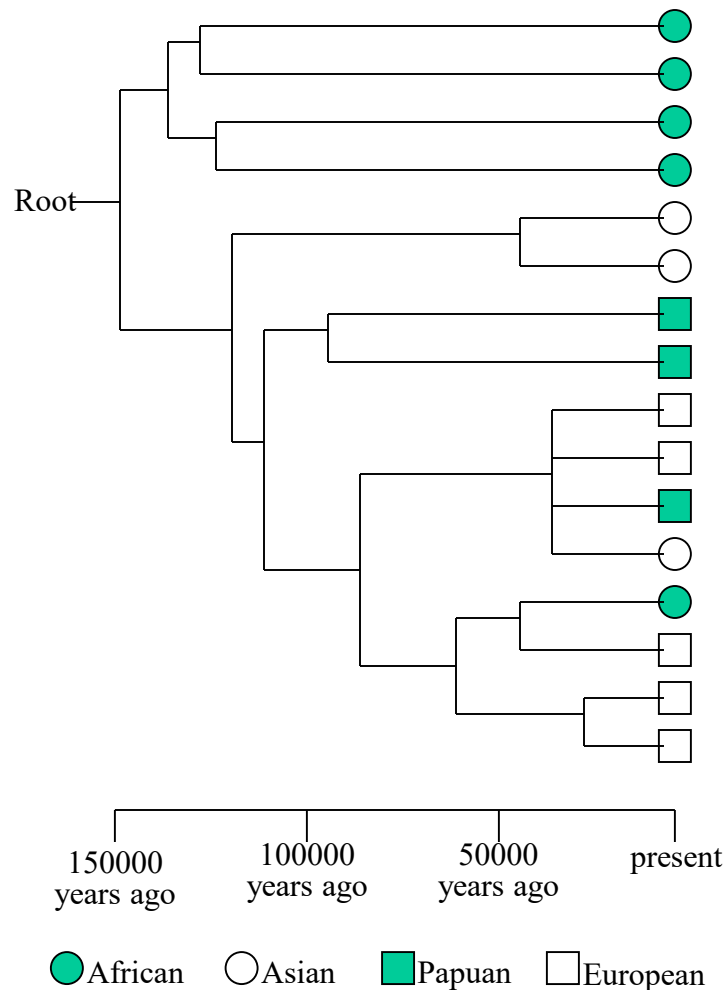 Root
150000
years ago
100000
years ago
50000
years ago
present
African
Asian
Papuan
European